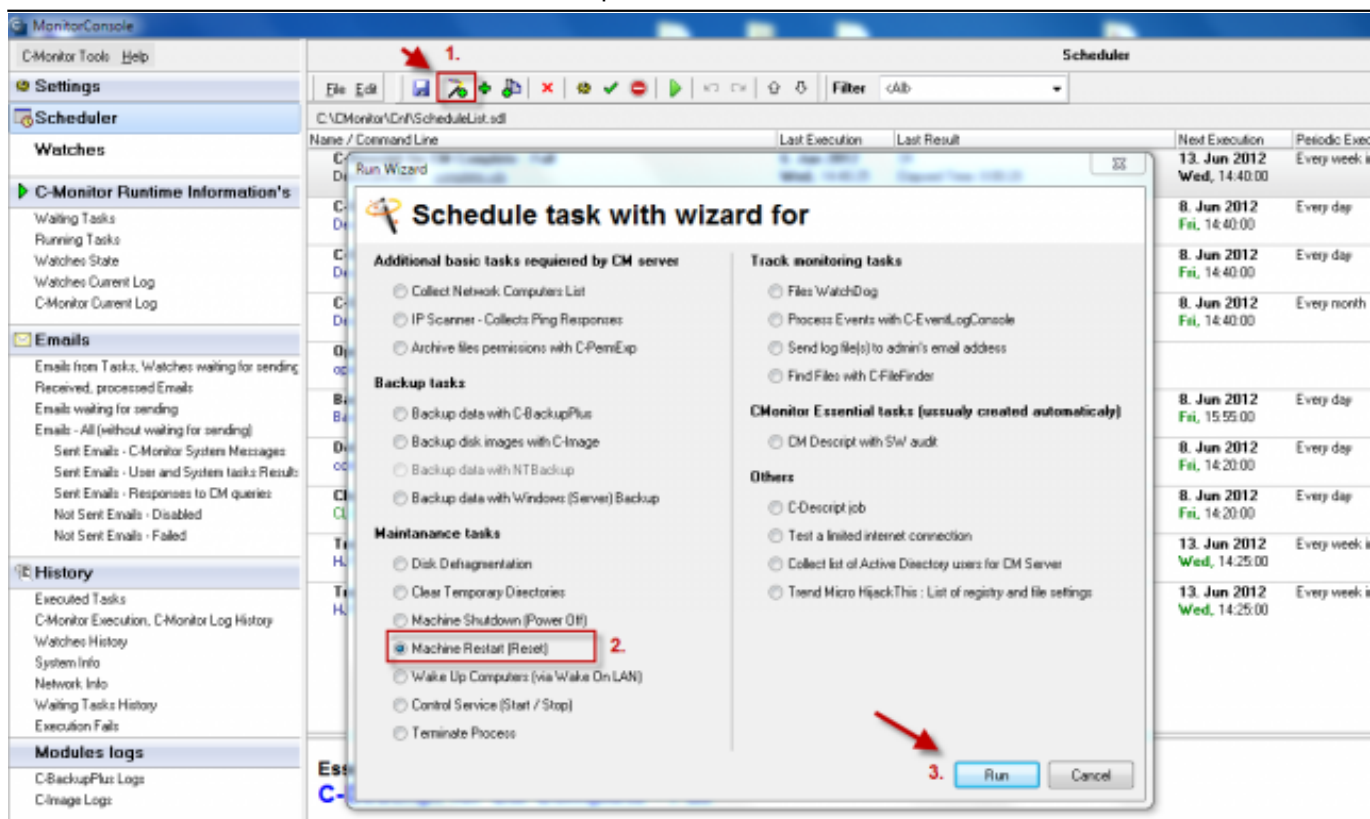 MonitorConsole
C-Monitor Tools Help
Settings
Scheduler
Watches
C-Monitor Runtime Information's
Waiting Tasks
Running Tasks
Watches State
Watches Current Log
C-Monitor Current Log
Emails
Emails from Tasks, Watches waiting for sending
Received, processed Emails
Emails waiting for sending
Emails - All (without waiting for sending)
Sent Emails - C-Monitor System Messages
Sent Emails - User and System tasks Results
Sent Emails - Responses to CM queries
Not Sent Emails - Disabled
Not Sent Emails - Failed
History
Executed Tasks
C-Monitor Execution, C-Monitor Log History
Watches History
System Info
Network Info
Waiting Tasks History
Execution Fails
Modules logs
C-BackupPlus Logs
C-Image Logs
1.
Scheduler
File Edit
Filter <All>
C:\CMonitor\Cnf\ScheduleList.sdl
Name / Command Line Last Execution Last Result Next Execution Periodic Exec
Run Wizard
Schedule task with wizard for
Additional basic tasks requiered by CM server
Collect Network Computers List
IP Scanner - Collects Ping Responses
Archive files permissions with C-PermExp
Backup tasks
Backup data with C-BackupPlus
Backup disk images with C-Image
Backup data with NTBackup
Backup data with Windows (Server) Backup
Maintanance tasks
Disk Defragmentation
Clear Temporary Directories
Machine Shutdown (Power Off)
Machine Restart (Reset)
2.
Wake Up Computers (via Wake On LAN)
Control Service (Start / Stop)
Terminate Process
Track monitoring tasks
Files WatchDog
Process Events with C-EventLogConsole
Send log file(s) to admin's email address
Find Files with C-FileFinder
CMonitor Essential tasks (ussualy created automaticaly)
CM Descript with SW audit
Others
C-Descript job
Test a limited internet connection
Collect list of Active Directory users for CM Server
Trend Micro HijackThis : List of registry and file settings
3.
Run
Cancel
13. Jun 2012 Every week i
Wed, 14:40:00
8. Jun 2012 Every day
Fri, 14:40:00
8. Jun 2012 Every day
Fri, 14:40:00
8. Jun 2012 Every month
Fri, 14:40:00
8. Jun 2012 Every day
Fri, 15:55:00
8. Jun 2012 Every day
Fri, 14:20:00
8. Jun 2012 Every day
Fri, 14:20:00
13. Jun 2012 Every week i
Wed, 14:25:00
13. Jun 2012 Every week i
Wed, 14:25:00